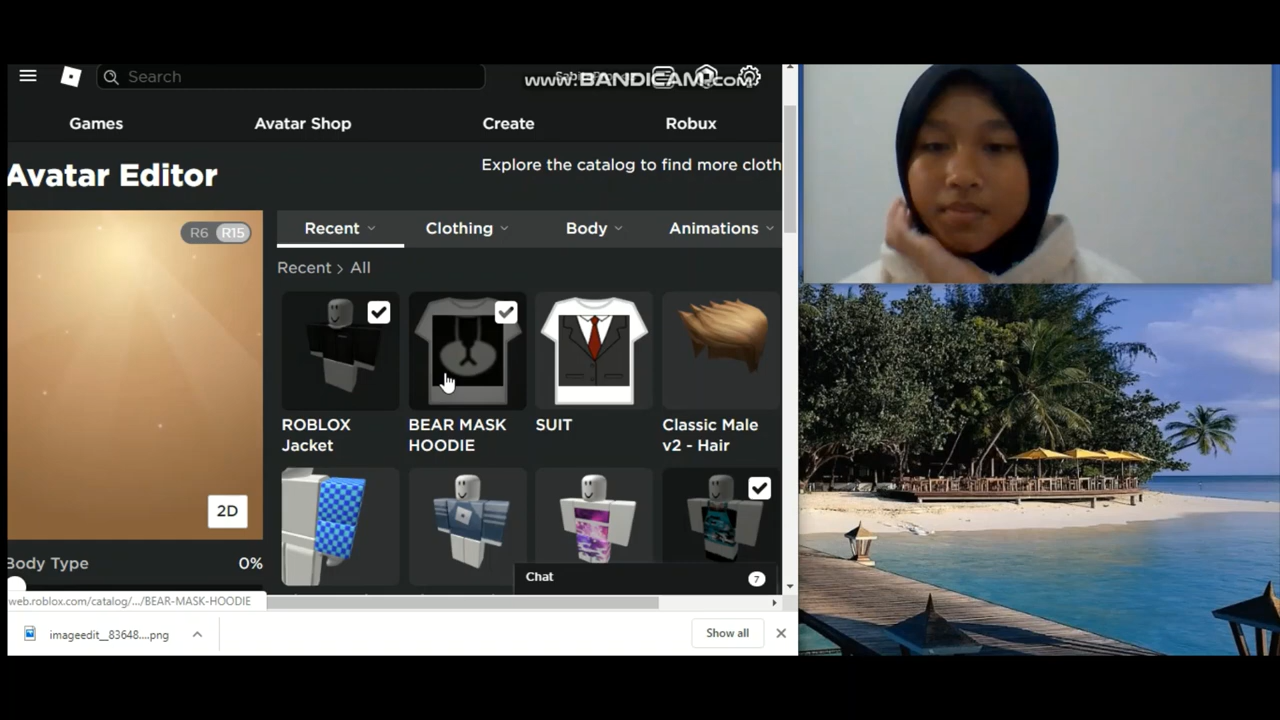 Search
www.BANDICAM.com
Games
Avatar Shop
Create
Robux
Avatar Editor
Explore the catalog to find more cloth
R6 R15
Recent
Clothing
Body
Animations
Recent > All
ROBLOX
Jacket
BEAR MASK
HOODIE
SUIT
Classic Male
v2 - Hair
2D
Body Type 0%
Chat 7
web.roblox.com/catalog/.../BEAR-MASK-HOODIE
imageedit__83648....png
Show all